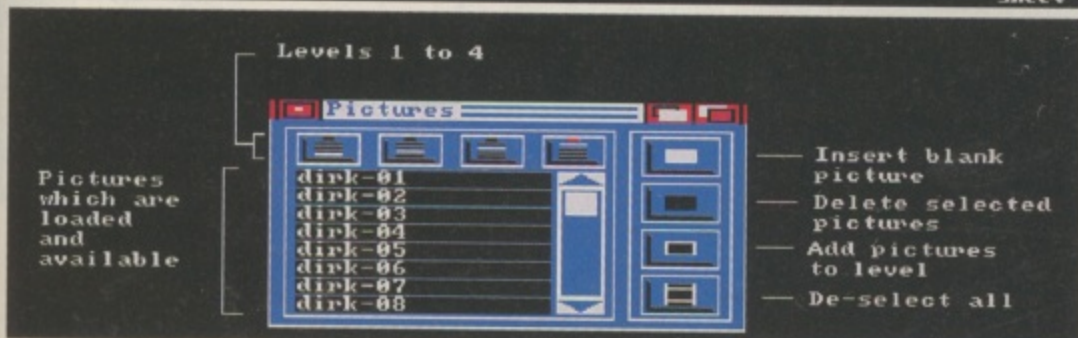 Levels 1 to 4
Pictures
Pictures
which are
loaded
and
available
dirk-01
dirk-02
dirk-03
dirk-04
dirk-05
dirk-06
dirk-07
dirk-08
Insert blank
picture
Delete selected
pictures
Add pictures
to level
De-select all